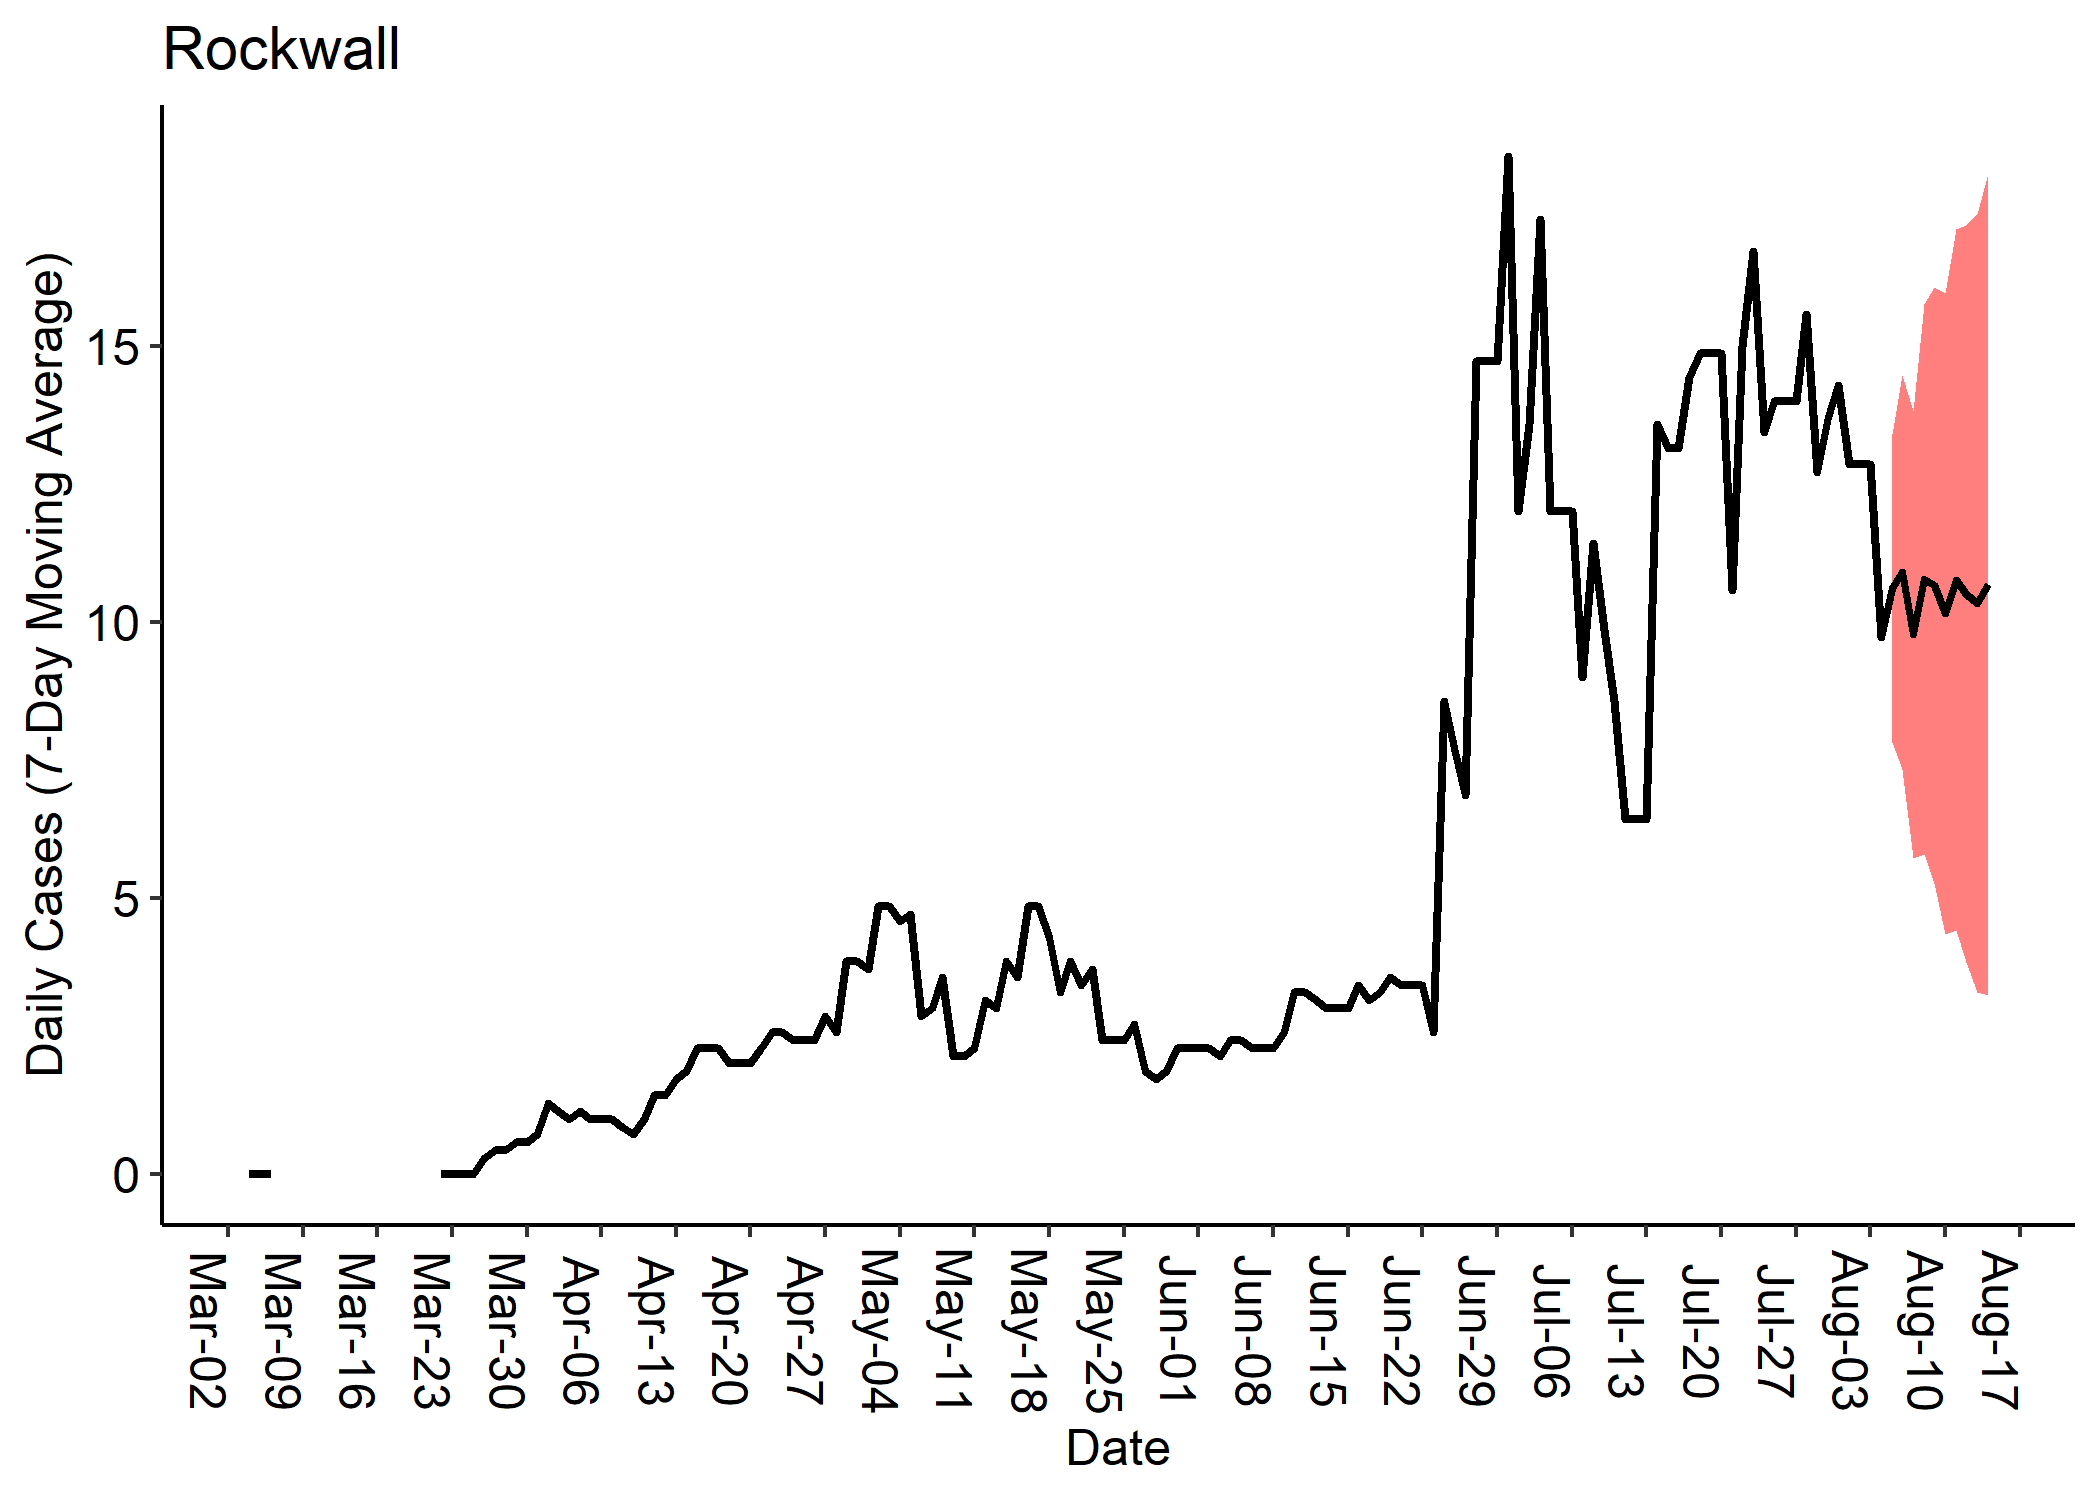 Rockwall
Daily Cases (7-Day Moving Average)
15
10
5
0
Mar-02
Mar-09
Mar-16
Mar-23
Mar-30
Apr-06
Apr-13
Apr-20
Apr-27
May-04
May-11
May-18
May-25
Jun-01
Jun-08
Jun-15
Jun-22
Jun-29
Jul-06
Jul-13
Jul-20
Jul-27
Aug-03
Aug-10
Aug-17
Date